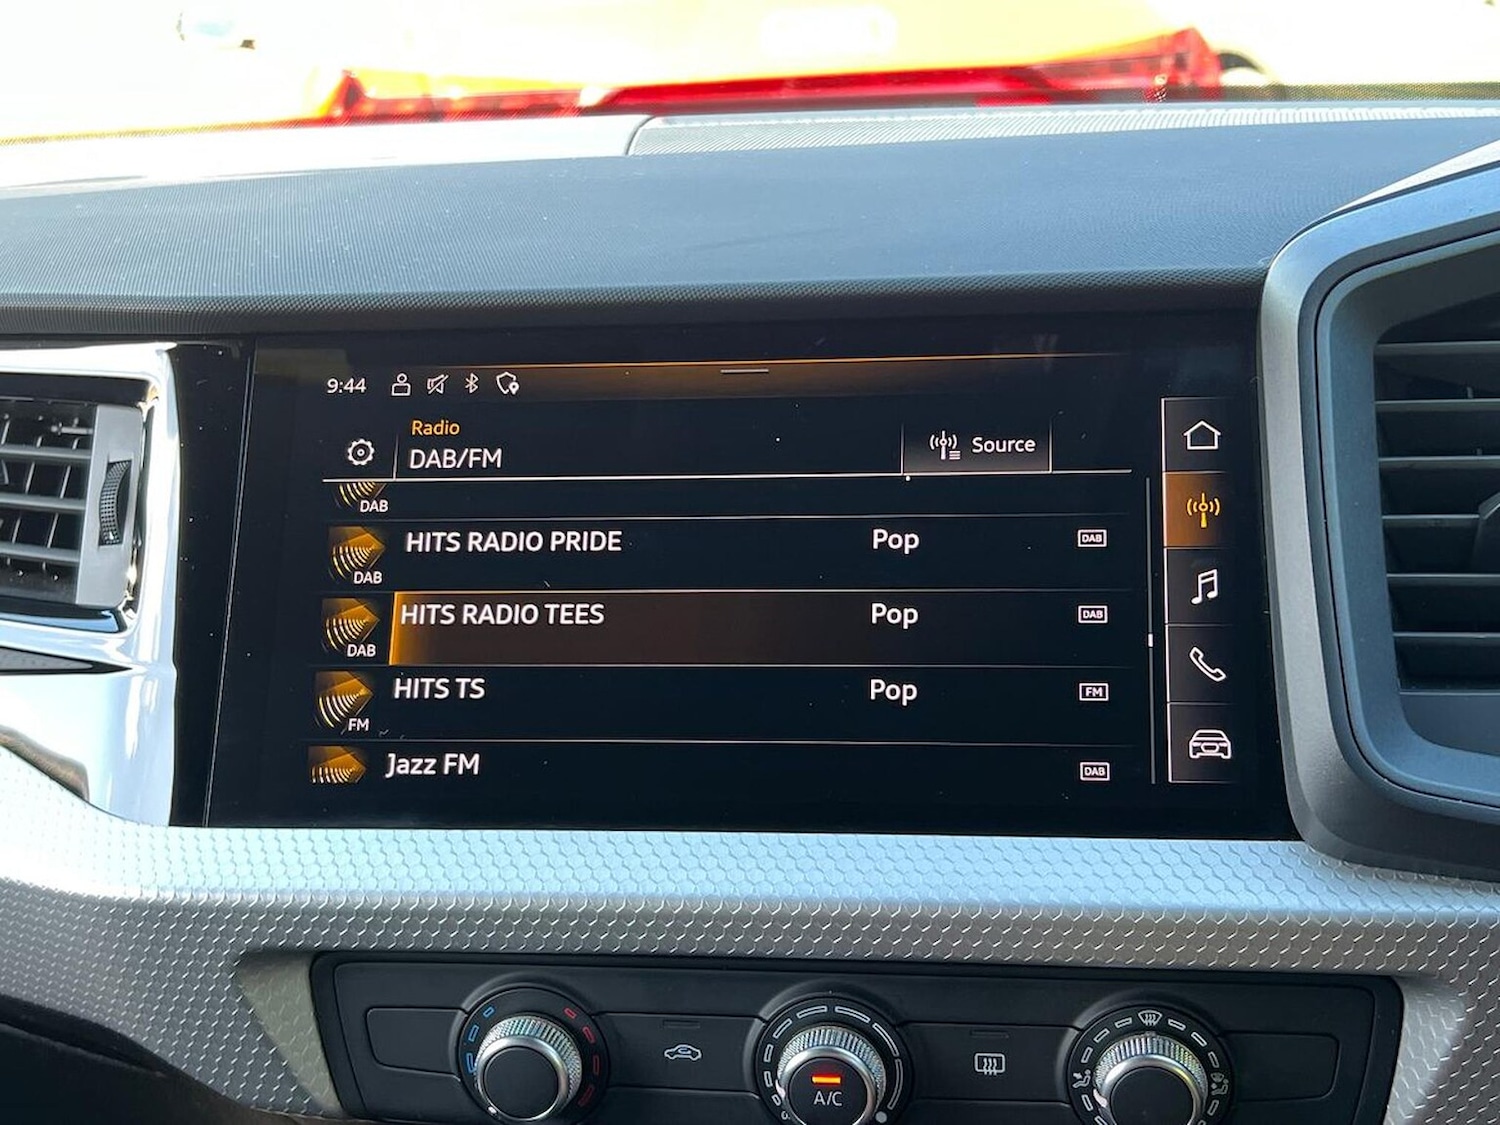 9:44
Radio
DAB/FM
Source
DAB
HITS RADIO PRIDE Pop DAB
DAB
HITS RADIO TEES Pop DAB
DAB
HITS TS Pop FM
FM
Jazz FM DAB
A/C